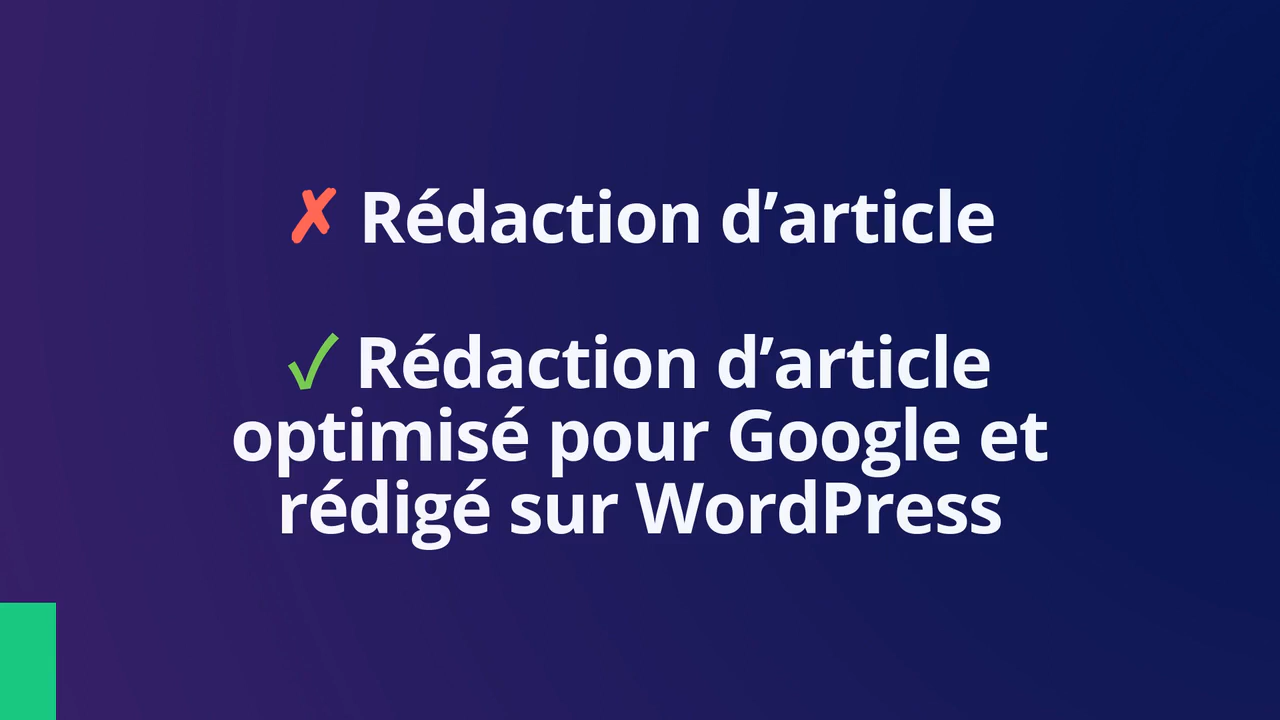 ✗ Rédaction d’article
✓ Rédaction d’article
optimisé pour Google et
rédigé sur WordPress